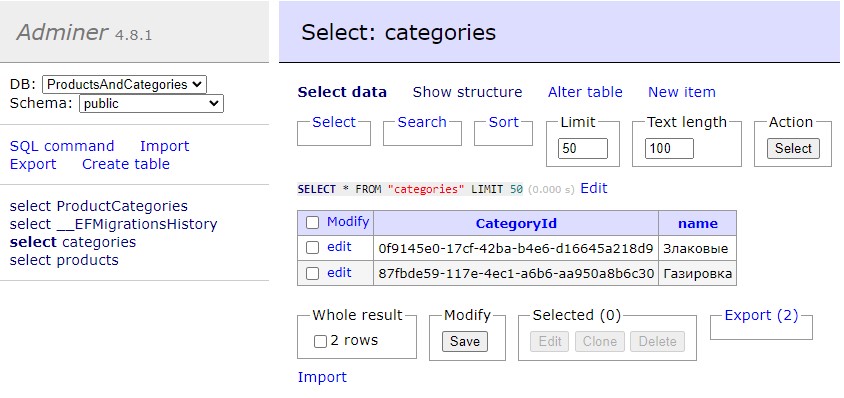 Adminer 4.8.1
Select: categories
DB: ProductsAndCategories
Schema: public
SQL command Import
Export Create table
select ProductCategories
select __EFMigrationsHistory
select categories
select products
Select data Show structure Alter table New item
Select Search Sort Limit Text length Action
50 100 Select
SELECT * FROM "categories" LIMIT 50 (0.000 s) Edit
Modify CategoryId name
edit 0f9145e0-17cf-42ba-b4e6-d16645a218d9 Злаковые
edit 87fbde59-117e-4ec1-a6b6-aa950a8b6c30 Газировка
Whole result Modify Selected (0) Export (2)
2 rows Save Edit Clone Delete
Import